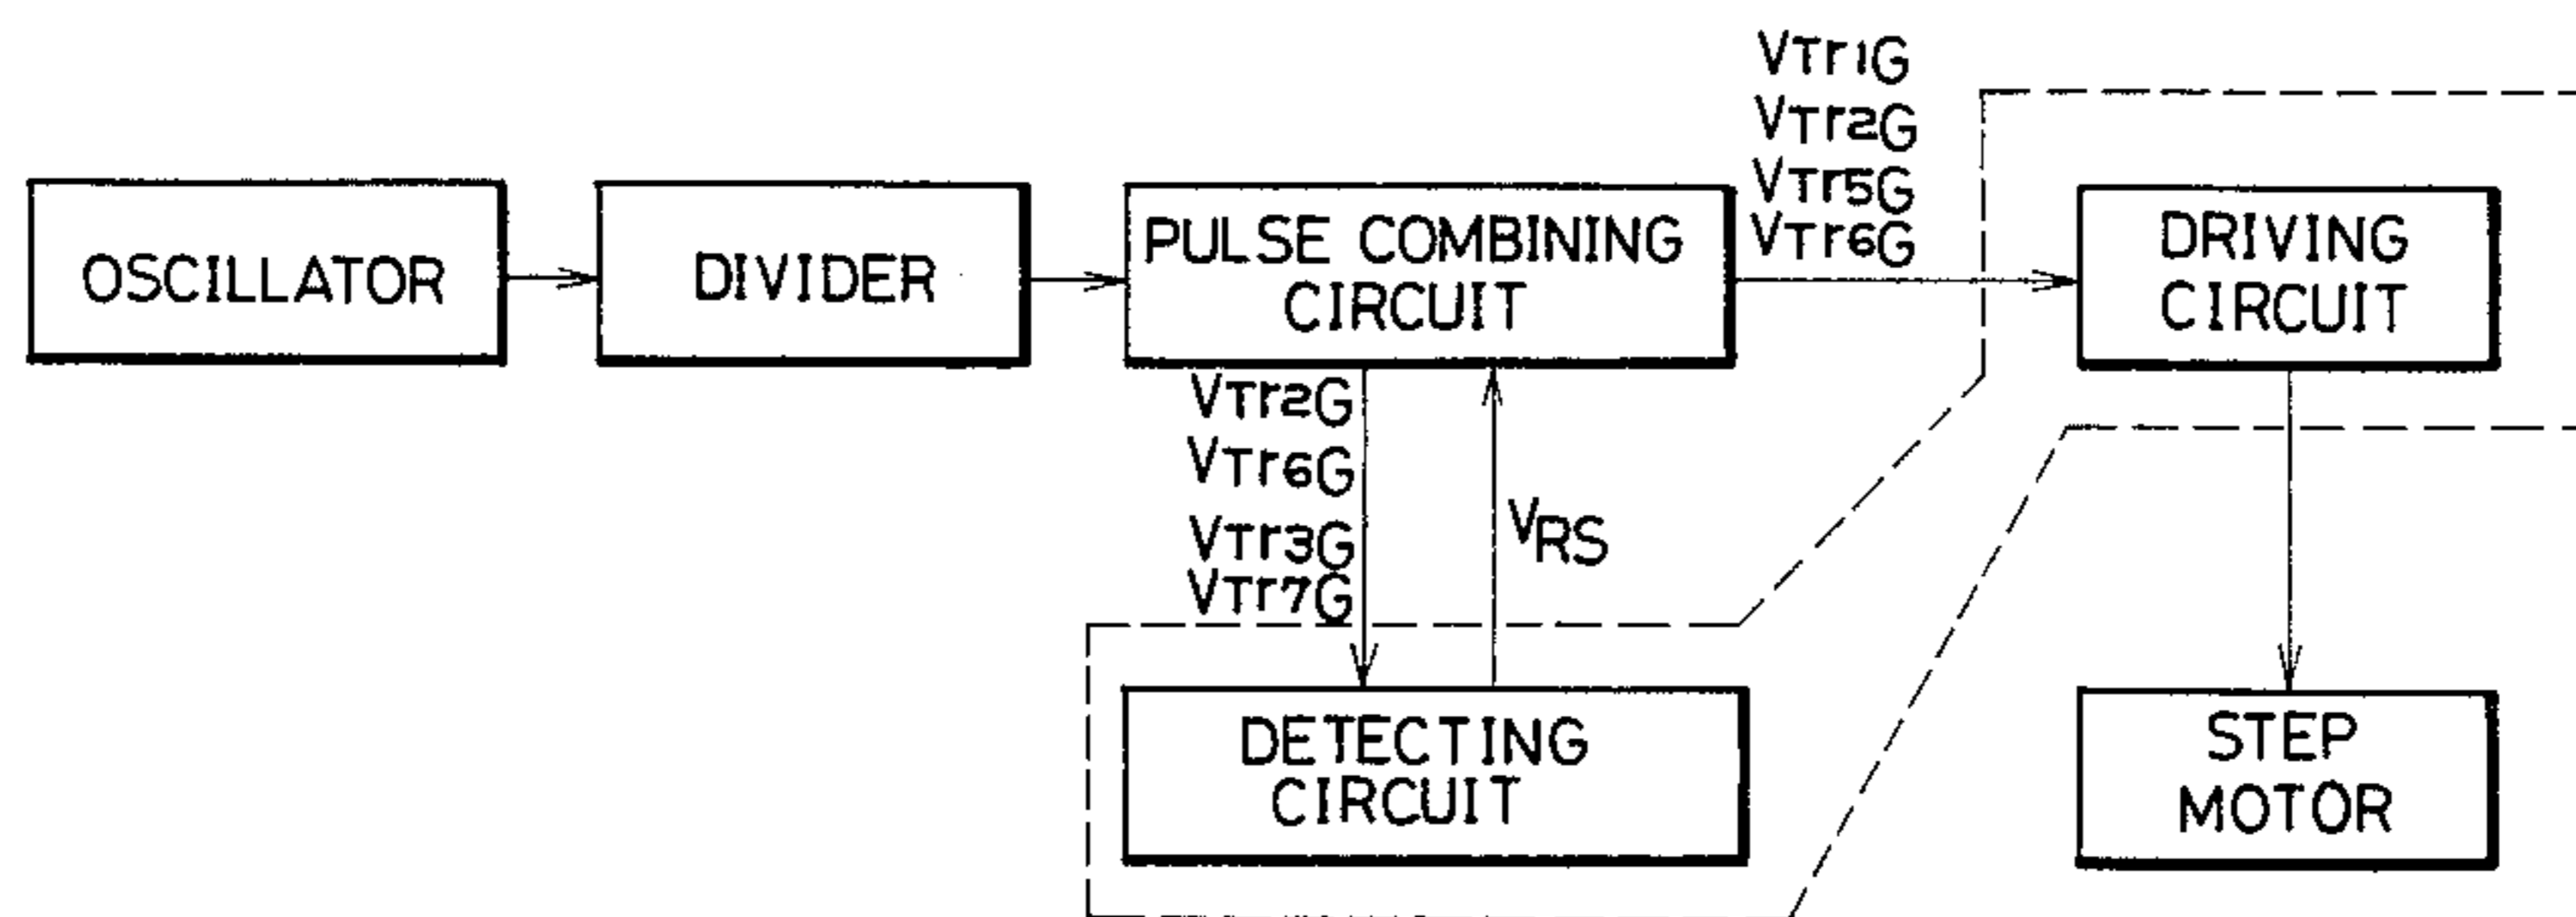 VTr1G
VTr2G
VTr5G
VTr6G
OSCILLATOR
DIVIDER
PULSE COMBINING
CIRCUIT
DRIVING
CIRCUIT
VTr2G
VTr6G
VTr3G
VTr7G
VRS
DETECTING
CIRCUIT
STEP
MOTOR